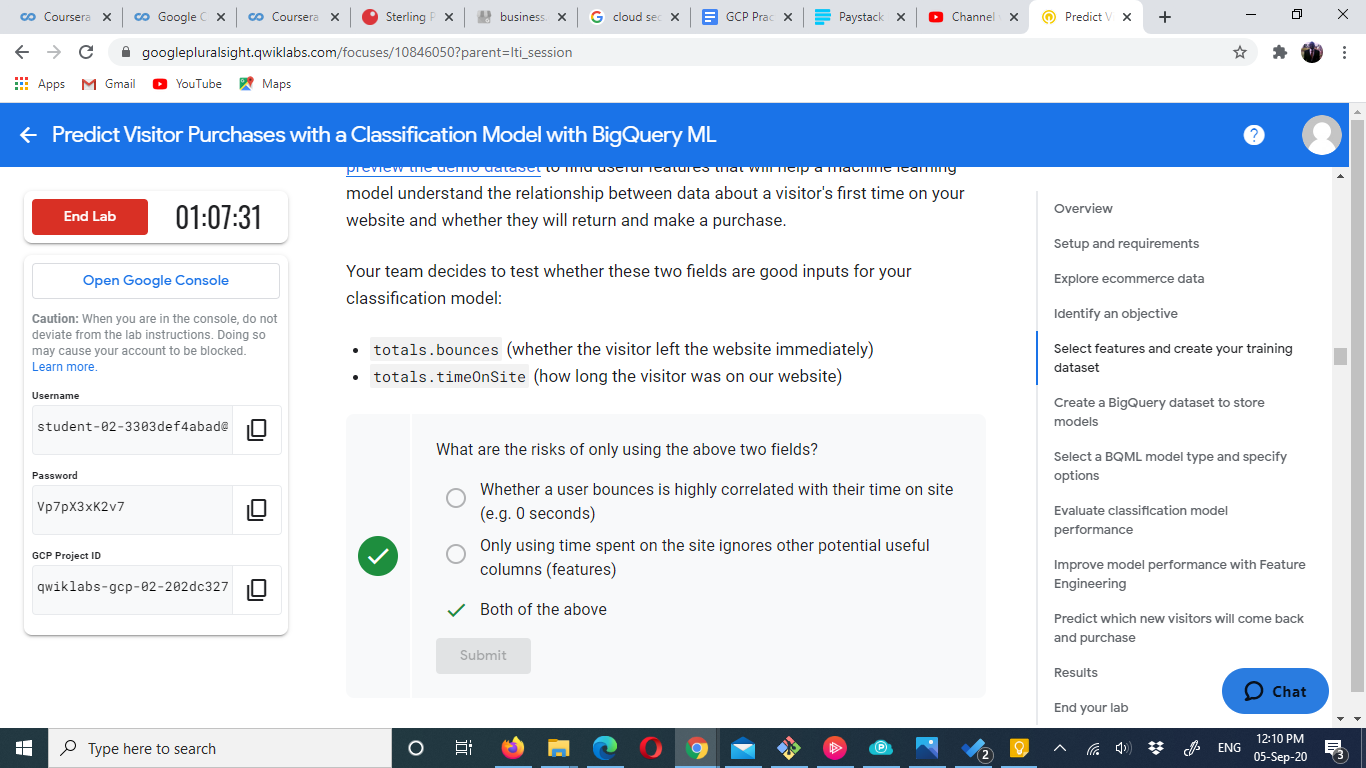 Coursera
Google C
Coursera
Sterling P
business.
cloud sec
GCP Prac
Paystack
Channel
Predict V
googlepluralsight.qwiklabs.com/focuses/10846050?parent=lti_session
Apps
Gmail
YouTube
Maps
Predict Visitor Purchases with a Classification Model with BigQuery ML
End Lab
01:07:31
Open Google Console
Caution: When you are in the console, do not
deviate from the lab instructions. Doing so
may cause your account to be blocked.
Learn more.
Username
student-02-3303def4abad@
Password
Vp7pX3xK2v7
GCP Project ID
qwiklabs-gcp-02-202dc327
preview the demo dataset to find useful features that will help a machine learning
model understand the relationship between data about a visitor's first time on your
website and whether they will return and make a purchase.
Your team decides to test whether these two fields are good inputs for your
classification model:
• totals.bounces (whether the visitor left the website immediately)
• totals.timeOnSite (how long the visitor was on our website)
What are the risks of only using the above two fields?
Whether a user bounces is highly correlated with their time on site
(e.g. 0 seconds)
Only using time spent on the site ignores other potential useful
columns (features)
Both of the above
Submit
Overview
Setup and requirements
Explore ecommerce data
Identify an objective
Select features and create your training
dataset
Create a BigQuery dataset to store
models
Select a BQML model type and specify
options
Evaluate classification model
performance
Improve model performance with Feature
Engineering
Predict which new visitors will come back
and purchase
Results
End your lab
Chat
Type here to search
2
ENG
12:10 PM
05-Sep-20
3